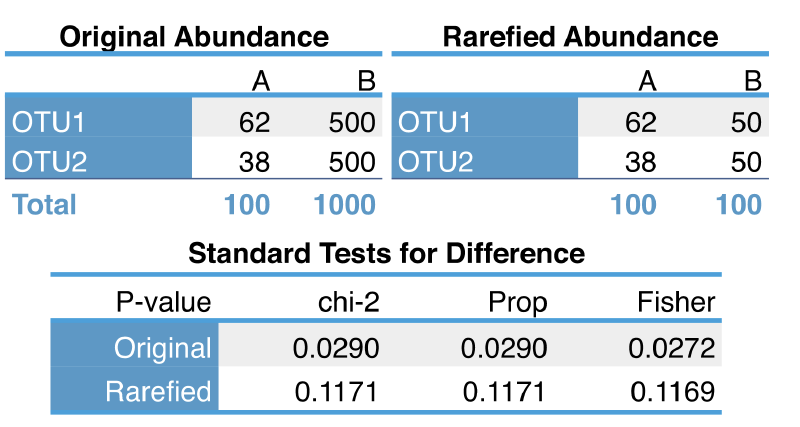 Original Abundance Rarefied Abundance
A B A B
OTU1 62 500 OTU1 62 50
OTU2 38 500 OTU2 38 50
Total 100 1000 100 100
Standard Tests for Difference
P-value chi-2 Prop Fisher
Original 0.0290 0.0290 0.0272
Rarefied 0.1171 0.1171 0.1169